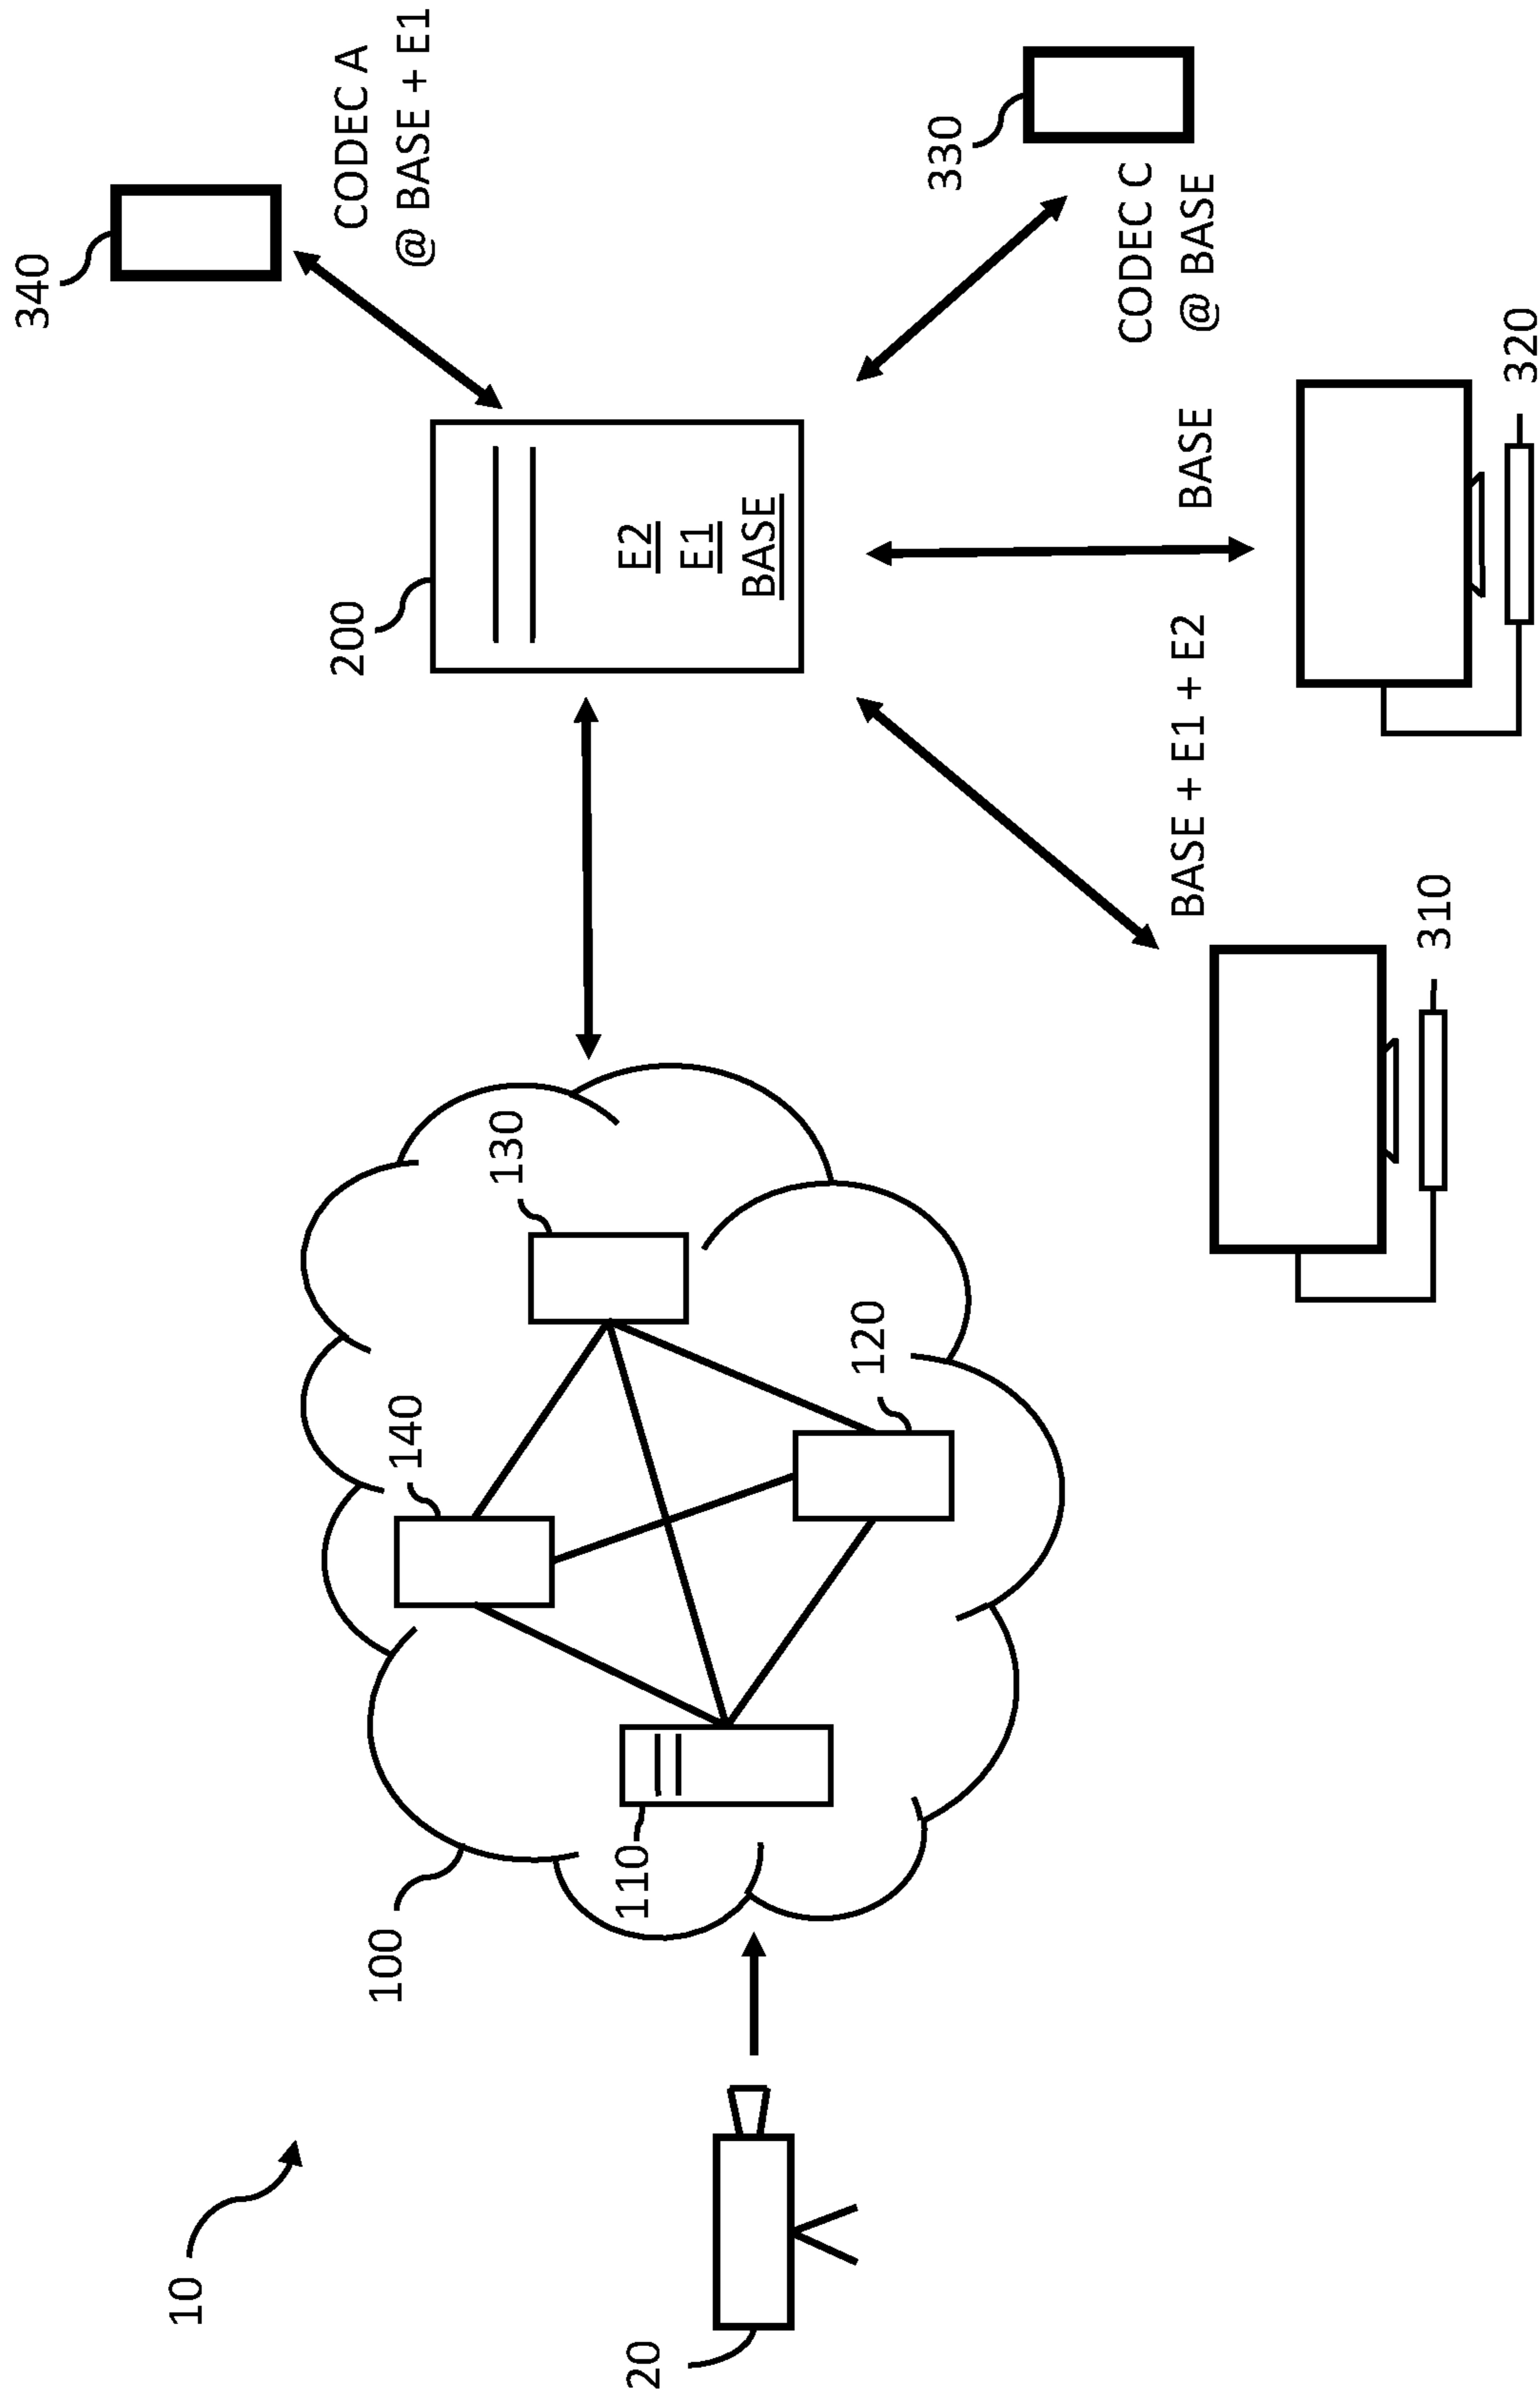 10
20
100
110
140
120
130
200
E2
E1
BASE
340
CODEC A
@ BASE + E1
330
CODEC C
@ BASE
BASE
320
BASE + E1 + E2
310